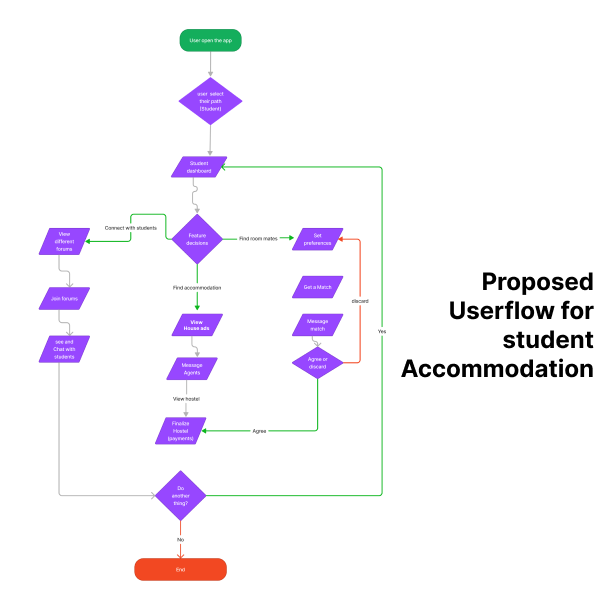 User open the app
user select
their path
(Student)
Student
dashboard
Connect with students
View
different
forums
Feature
decisions
Find room mates
Set
preferences
Find accommodation
Get a Match
Join forums
discard
View
House ads
Message
match
Yes
see and
Chat with
students
Agree or
discard
Message
Agents
View hostel
Finalize
Hostel
(payments)
Agree
Do
another
thing?
No
End
Proposed
Userflow for
student
Accommodation